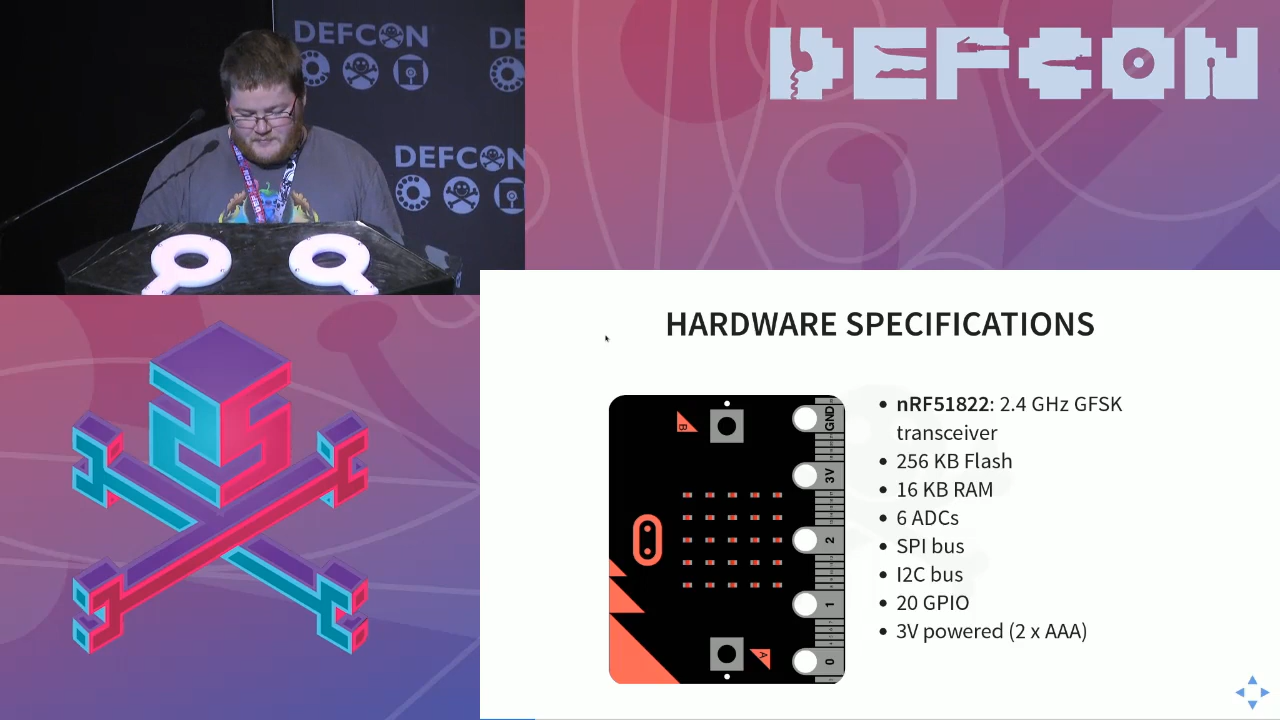 DEFCON
DE
DEFCON
DEFCON
HARDWARE SPECIFICATIONS
B
GND
3V
2
1
0
A
• nRF51822: 2.4 GHz GFSK
transceiver
• 256 KB Flash
• 16 KB RAM
• 6 ADCs
• SPI bus
• I2C bus
• 20 GPIO
• 3V powered (2 x AAA)